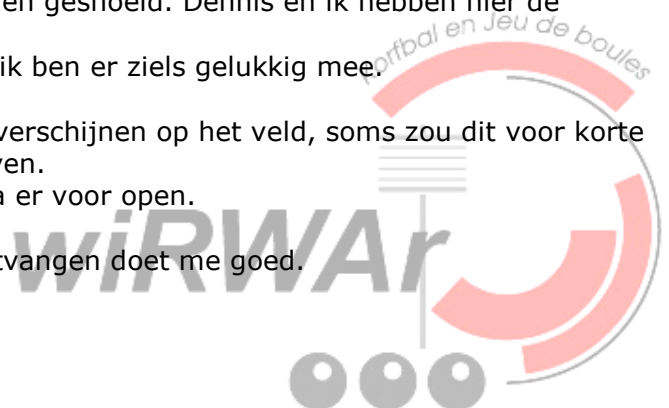 en gesnoeid. Dennis en ik hebben hier de
ik ben er ziels gelukkig mee.
verschijnen op het veld, soms zou dit voor korte
ven.
a er voor open.
tvangen doet me goed.
korfbal en Jeu de boules
wiRWAr